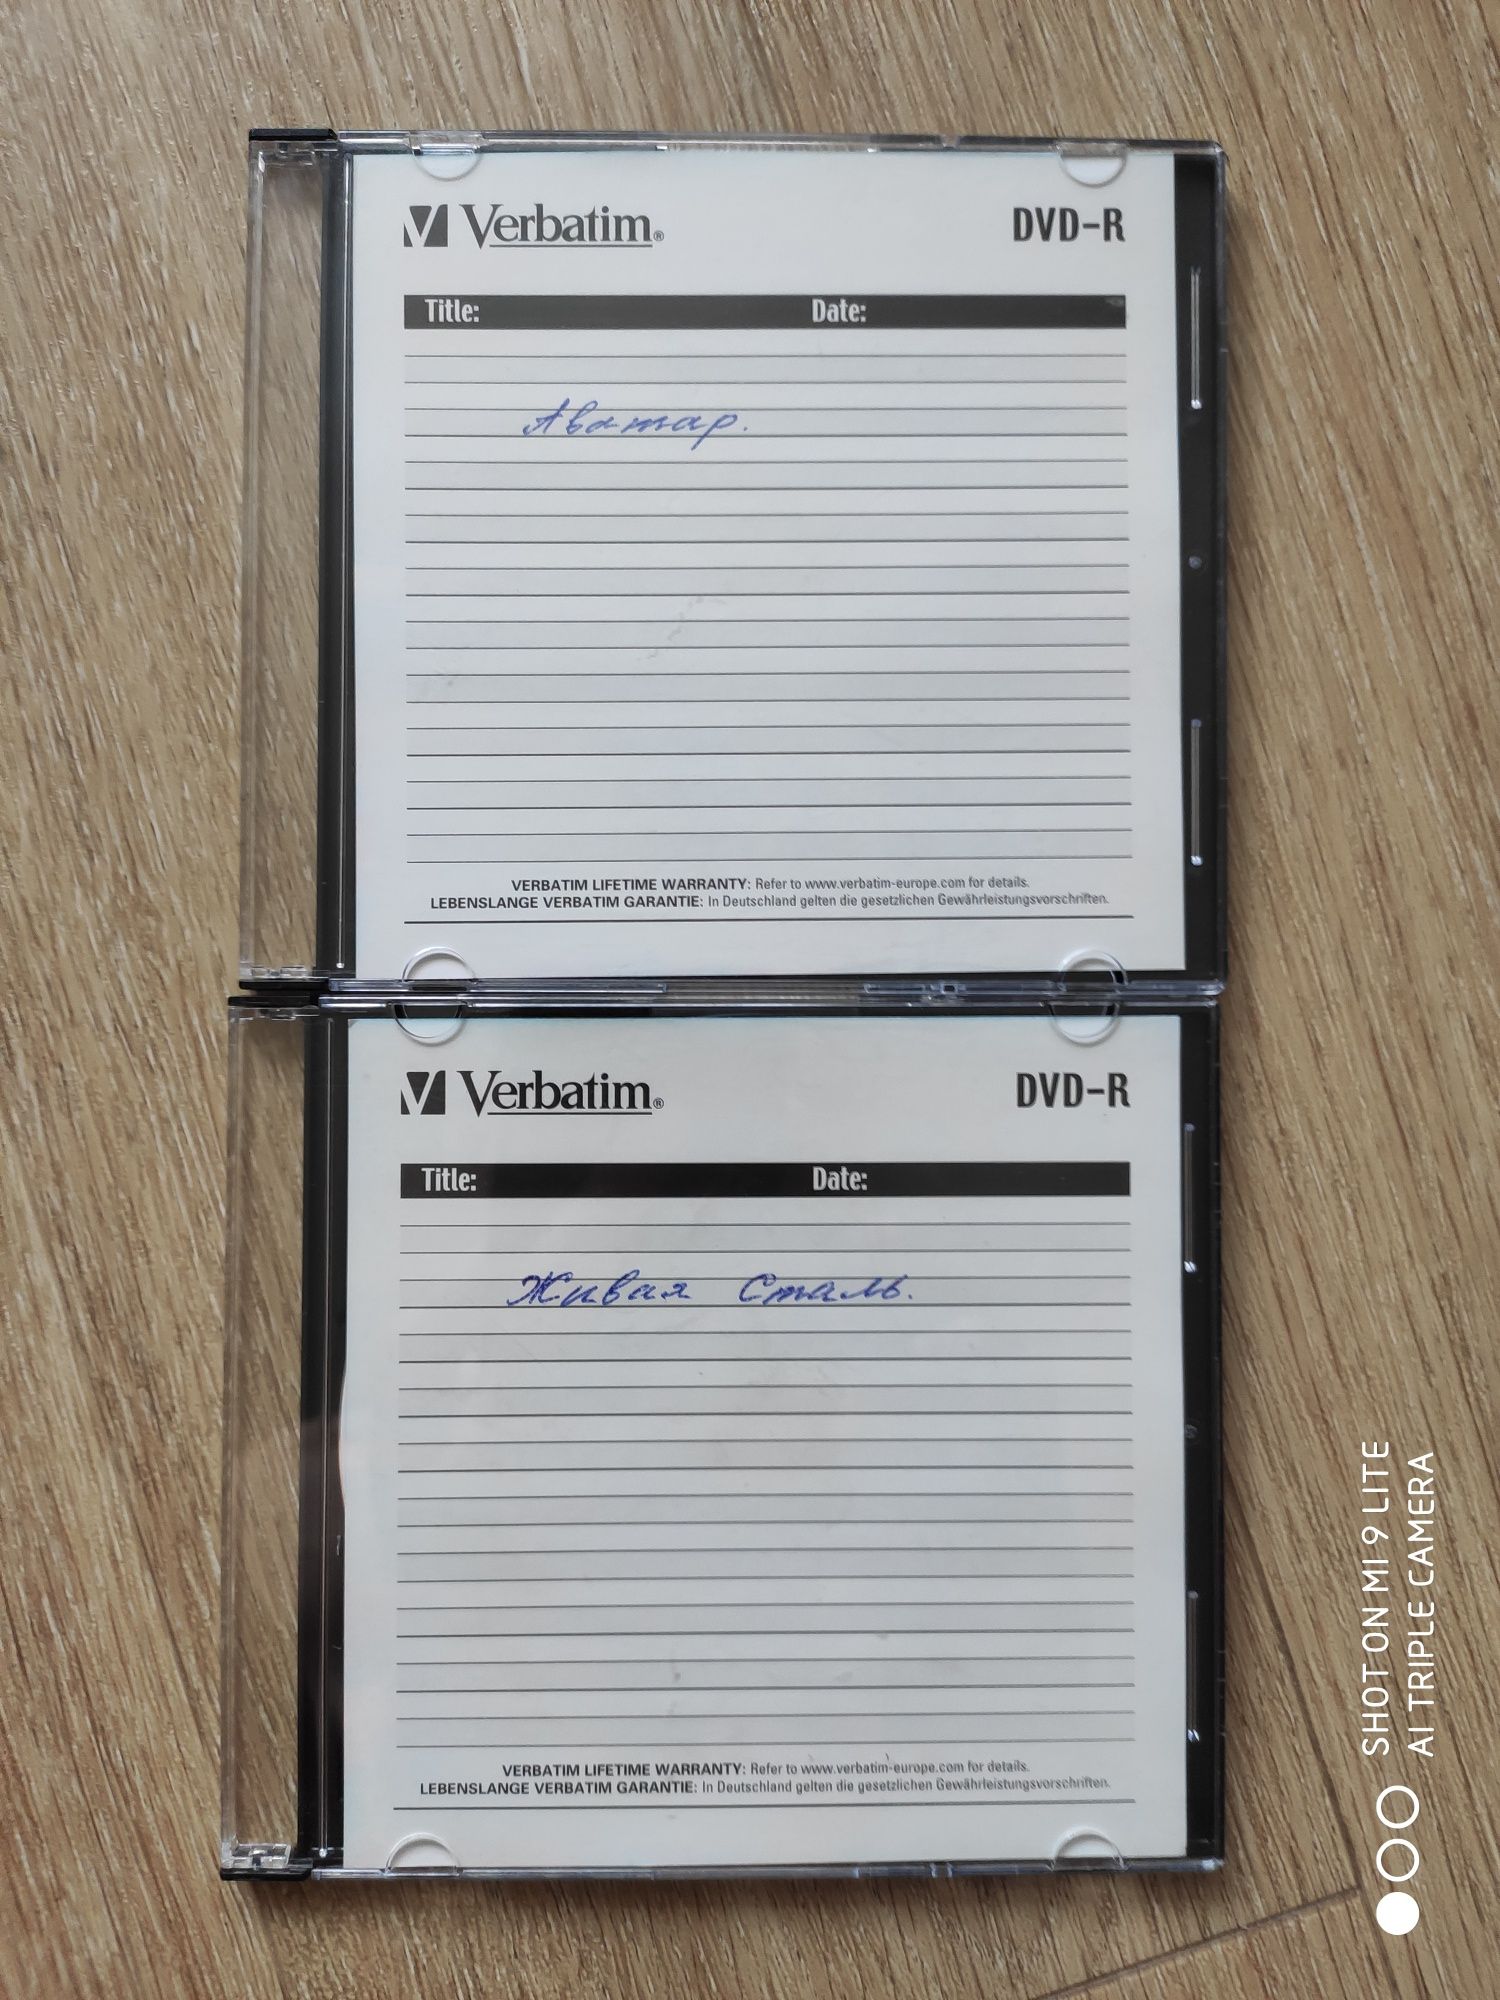 Verbatim®
DVD-R
Title: Date:
Аватар.
VERBATIM LIFETIME WARRANTY: Refer to www.verbatim-europe.com for details.
LEBENSLANGE VERBATIM GARANTIE: In Deutschland gelten die gesetzlichen Gewährleistungsvorschriften.
Verbatim®
DVD-R
Title: Date:
Живая Сталь.
VERBATIM LIFETIME WARRANTY: Refer to www.verbatim-europe.com for details.
LEBENSLANGE VERBATIM GARANTIE: In Deutschland gelten die gesetzlichen Gewährleistungsvorschriften.
SHOT ON MI 9 LITE
AI TRIPLE CAMERA